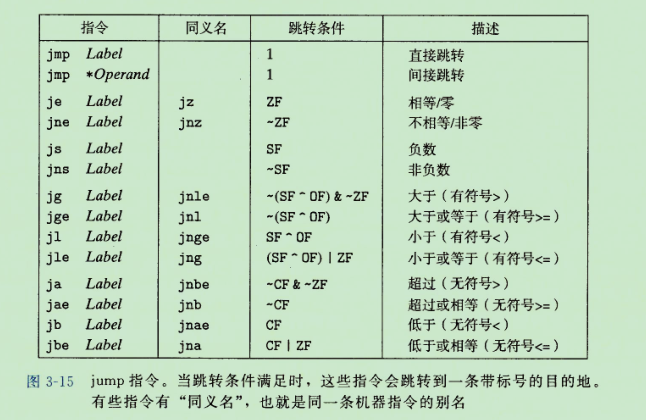 指令 同义名 跳转条件 描述
jmp Label 1 直接跳转
jmp *Operand 1 间接跳转
je Label jz ZF 相等/零
jne Label jnz ~ZF 不相等/非零
js Label SF 负数
jns Label ~SF 非负数
jg Label jnle ~(SF ^ OF) & ~ZF 大于（有符号>）
jge Label jnl ~(SF ^ OF) 大于或等于（有符号>=）
jl Label jnge SF ^ OF 小于（有符号<）
jle Label jng (SF ^ OF) | ZF 小于或等于（有符号<=）
ja Label jnbe ~CF & ~ZF 超过（无符号>）
jae Label jnb ~CF 超过或相等（无符号>=）
jb Label jnae CF 低于（无符号<）
jbe Label jna CF | ZF 低于或相等（无符号<=）
图 3-15 jump 指令。当跳转条件满足时，这些指令会跳转到一条带标号的目的地。
有些指令有“同义名”，也就是同一条机器指令的别名